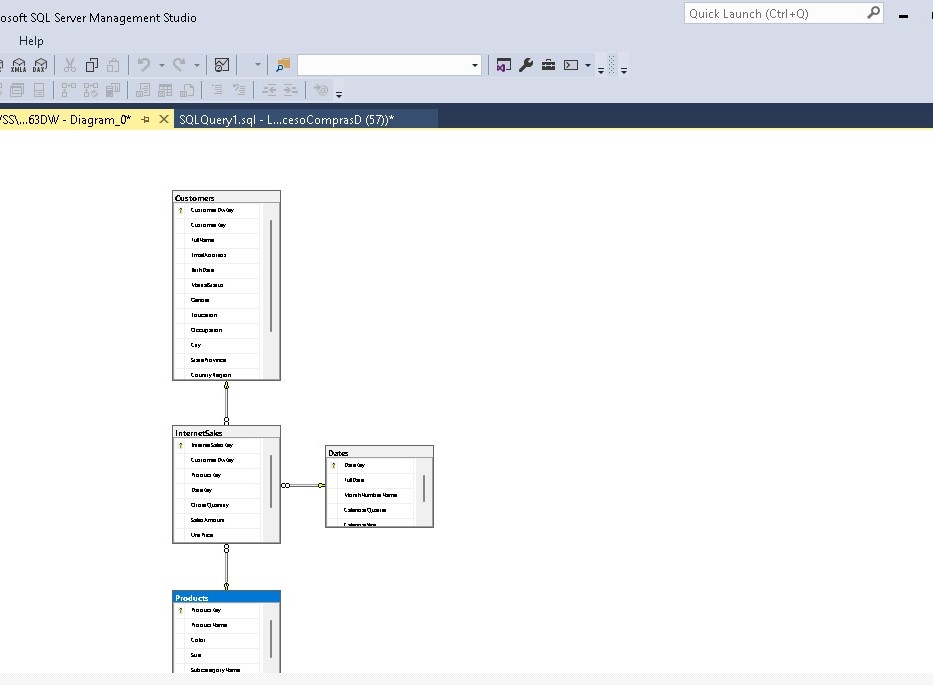 osoft SQL Server Management Studio
Quick Launch (Ctrl+Q)
Help
XMLA
DAX
/SS\...63DW - Diagram_0*
SQLQuery1.sql - L...cesoComprasD (57))*
Customers
CustomerDwKey
CustomerKey
FullName
EmailAddress
BirthDate
MaritalStatus
Gender
Education
Occupation
City
StateProvince
CountryRegion
InternetSales
InternetSalesKey
CustomerDwKey
ProductKey
DateKey
OrderQuantity
SalesAmount
UnitPrice
Dates
DateKey
FullDate
MonthNumberName
CalendarQuarter
CalendarYear
Products
ProductKey
ProductName
Color
Size
SubcategoryName